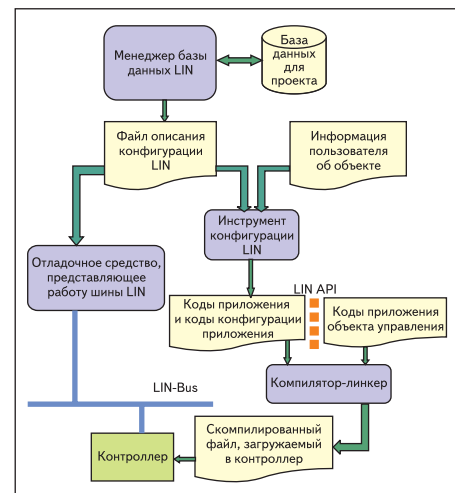 Менеджер базы
данных LIN
База
данных
для
проекта
Файл описания
конфигурации
LIN
Информация
пользователя
об объекте
Инструмент
конфигурации
LIN
Отладочное средство,
представляющее
работу шины LIN
LIN API
Коды приложения
и коды конфигурации
приложения
Коды приложения
объекта управления
Компилятор-линкер
LIN-Bus
Скомпилированный
файл, загружаемый
в контроллер
Контроллер